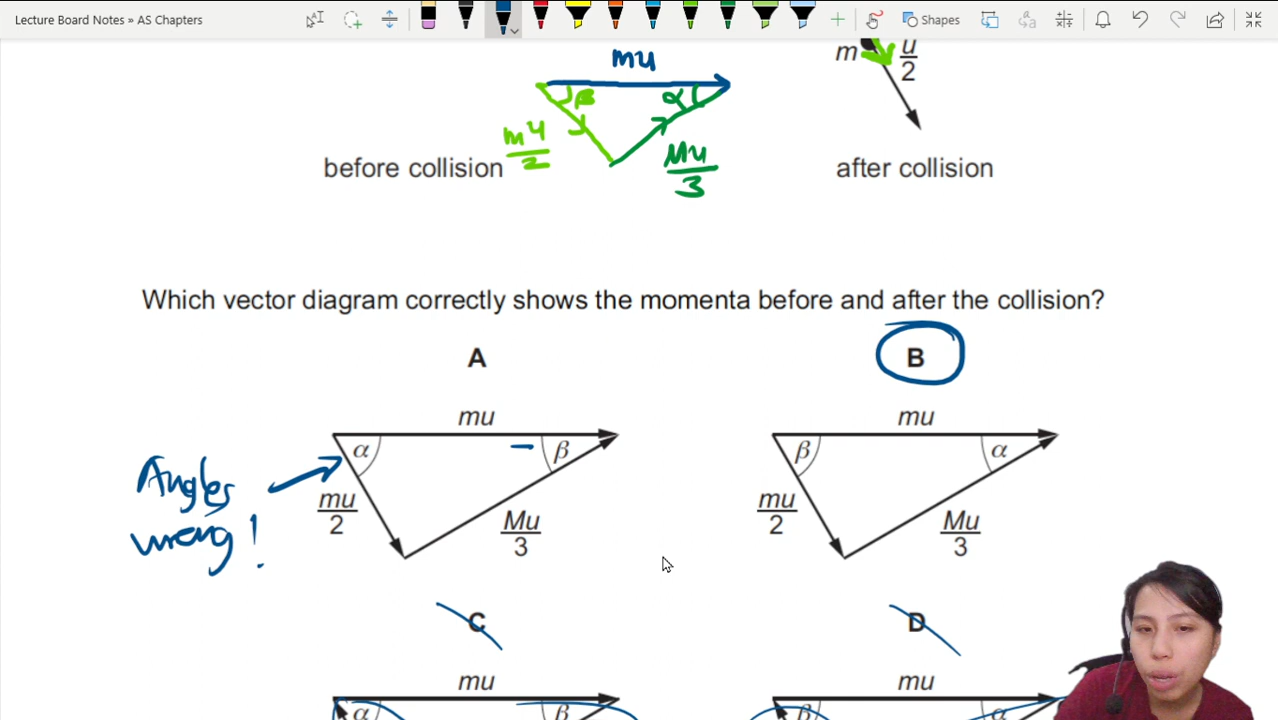 Lecture Board Notes » AS Chapters
Shapes
mu
β
α
mu
2
Mu
3
m
u
2
before collision
after collision
Which vector diagram correctly shows the momenta before and after the collision?
A
B
mu
α
β
mu
2
Mu
3
mu
β
α
mu
2
Mu
3
Angles
wrong!
C
D
mu
α
β
mu
β
α